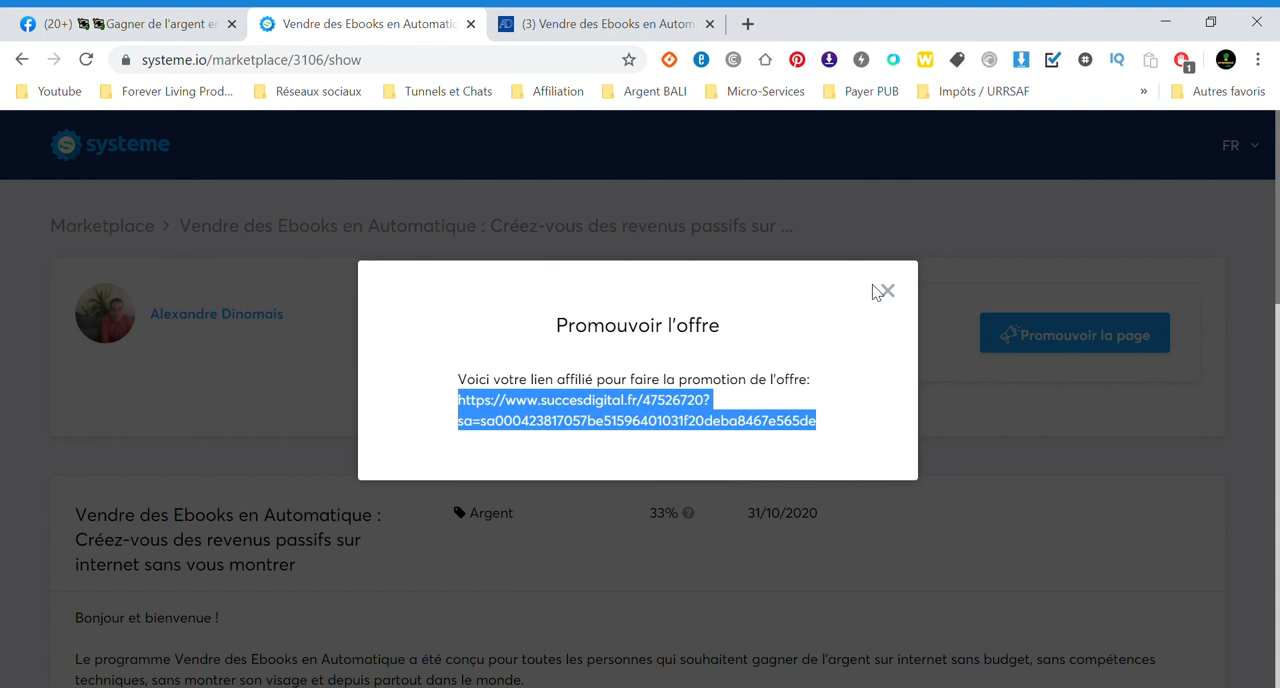 (20+) Gagner de l'argent en
Vendre des Ebooks en Automatiq
(3) Vendre des Ebooks en Autom
systeme.io/marketplace/3106/show
1
Youtube
Forever Living Prod...
Réseaux sociaux
Tunnels et Chats
Affiliation
Argent BALI
Micro-Services
Payer PUB
Impôts / URRSAF
»
Autres favoris
systeme
FR
Marketplace > Vendre des Ebooks en Automatique : Créez-vous des revenus passifs sur ...
Alexandre Dinomais
Promouvoir la page
Promouvoir l'offre
Voici votre lien affilié pour faire la promotion de l'offre:
https://www.succesdigital.fr/47526720?
sa=sa000423817057be51596401031f20deba8467e565de
Vendre des Ebooks en Automatique :
Créez-vous des revenus passifs sur
internet sans vous montrer
Argent
33%
31/10/2020
Bonjour et bienvenue !
Le programme Vendre des Ebooks en Automatique a été conçu pour toutes les personnes qui souhaitent gagner de l'argent sur internet sans budget, sans compétences
techniques, sans montrer son visage et depuis partout dans le monde.